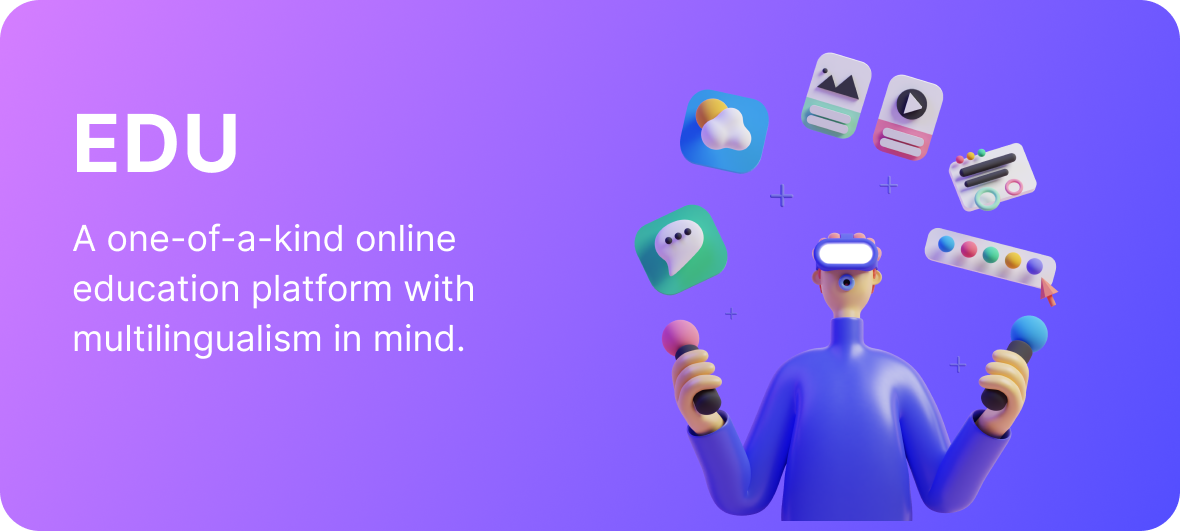 EDU
A one-of-a-kind online
education platform with
multilingualism in mind.